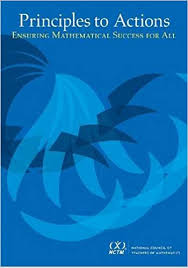 Principles to Actions
Ensuring Mathematical Success for All
NCTM
National Council of
Teachers of Mathematics